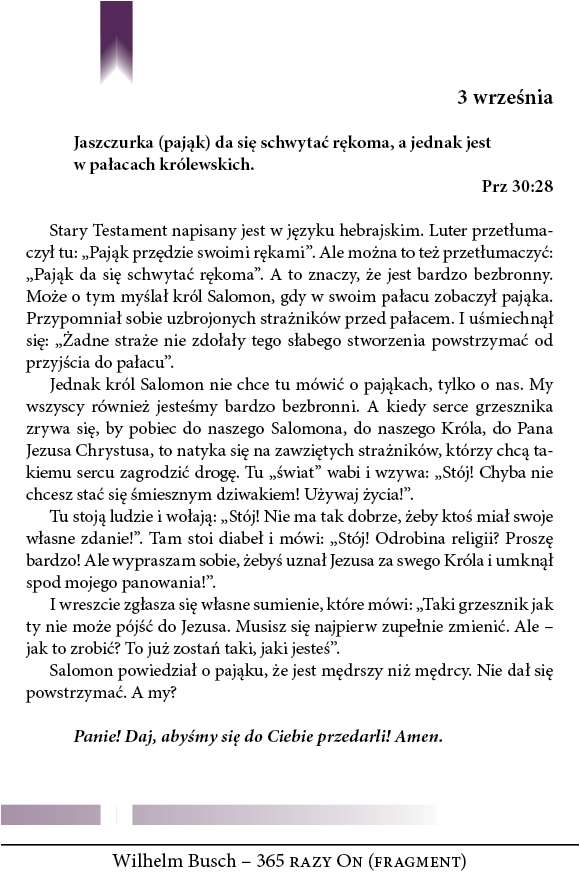 3 września
Jaszczurka (pająk) da się schwytać rękoma, a jednak jest
w pałacach królewskich.
Prz 30:28
Stary Testament napisany jest w języku hebrajskim. Luter przetłuma-
czył tu: „Pająk przędzie swoimi rękami”. Ale można to też przetłumaczyć:
„Pająk da się schwytać rękoma”. A to znaczy, że jest bardzo bezbronny.
Może o tym myślał król Salomon, gdy w swoim pałacu zobaczył pająka.
Przypomniał sobie uzbrojonych strażników przed pałacem. I uśmiechnął
się: „Żadne straże nie zdołały tego słabego stworzenia powstrzymać od
przyjścia do pałacu”.
Jednak król Salomon nie chce tu mówić o pająkach, tylko o nas. My
wszyscy również jesteśmy bardzo bezbronni. A kiedy serce grzesznika
zrywa się, by pobiec do naszego Salomona, do naszego Króla, do Pana
Jezusa Chrystusa, to natyka się na zawziętych strażników, którzy chcą ta-
kiemu sercu zagrodzić drogę. Tu „świat” wabi i wzywa: „Stój! Chyba nie
chcesz stać się śmiesznym dziwakiem! Używaj życia!”.
Tu stoją ludzie i wołają: „Stój! Nie ma tak dobrze, żeby ktoś miał swoje
własne zdanie!”. Tam stoi diabeł i mówi: „Stój! Odrobina religii? Proszę
bardzo! Ale wypraszam sobie, żebyś uznał Jezusa za swego Króla i umknął
spod mojego panowania!”.
I wreszcie zgłasza się własne sumienie, które mówi: „Taki grzesznik jak
ty nie może pójść do Jezusa. Musisz się najpierw zupełnie zmienić. Ale –
jak to zrobić? To już zostań taki, jaki jesteś”.
Salomon powiedział o pająku, że jest mędrszy niż mędrcy. Nie dał się
powstrzymać. A my?
Panie! Daj, abyśmy się do Ciebie przedarli! Amen.
Wilhelm Busch – 365 razy On (fragment)